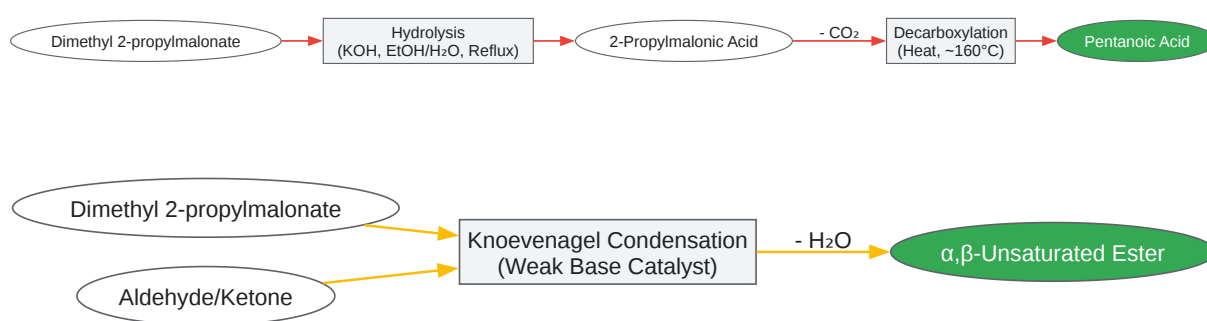 Dimethyl 2-propylmalonate
Hydrolysis
(KOH, EtOH/H₂O, Reflux)
2-Propylmalonic Acid
- CO₂
Decarboxylation
(Heat, ~160°C)
Pentanoic Acid
Dimethyl 2-propylmalonate
Aldehyde/Ketone
Knoevenagel Condensation
(Weak Base Catalyst)
- H₂O
α,β-Unsaturated Ester